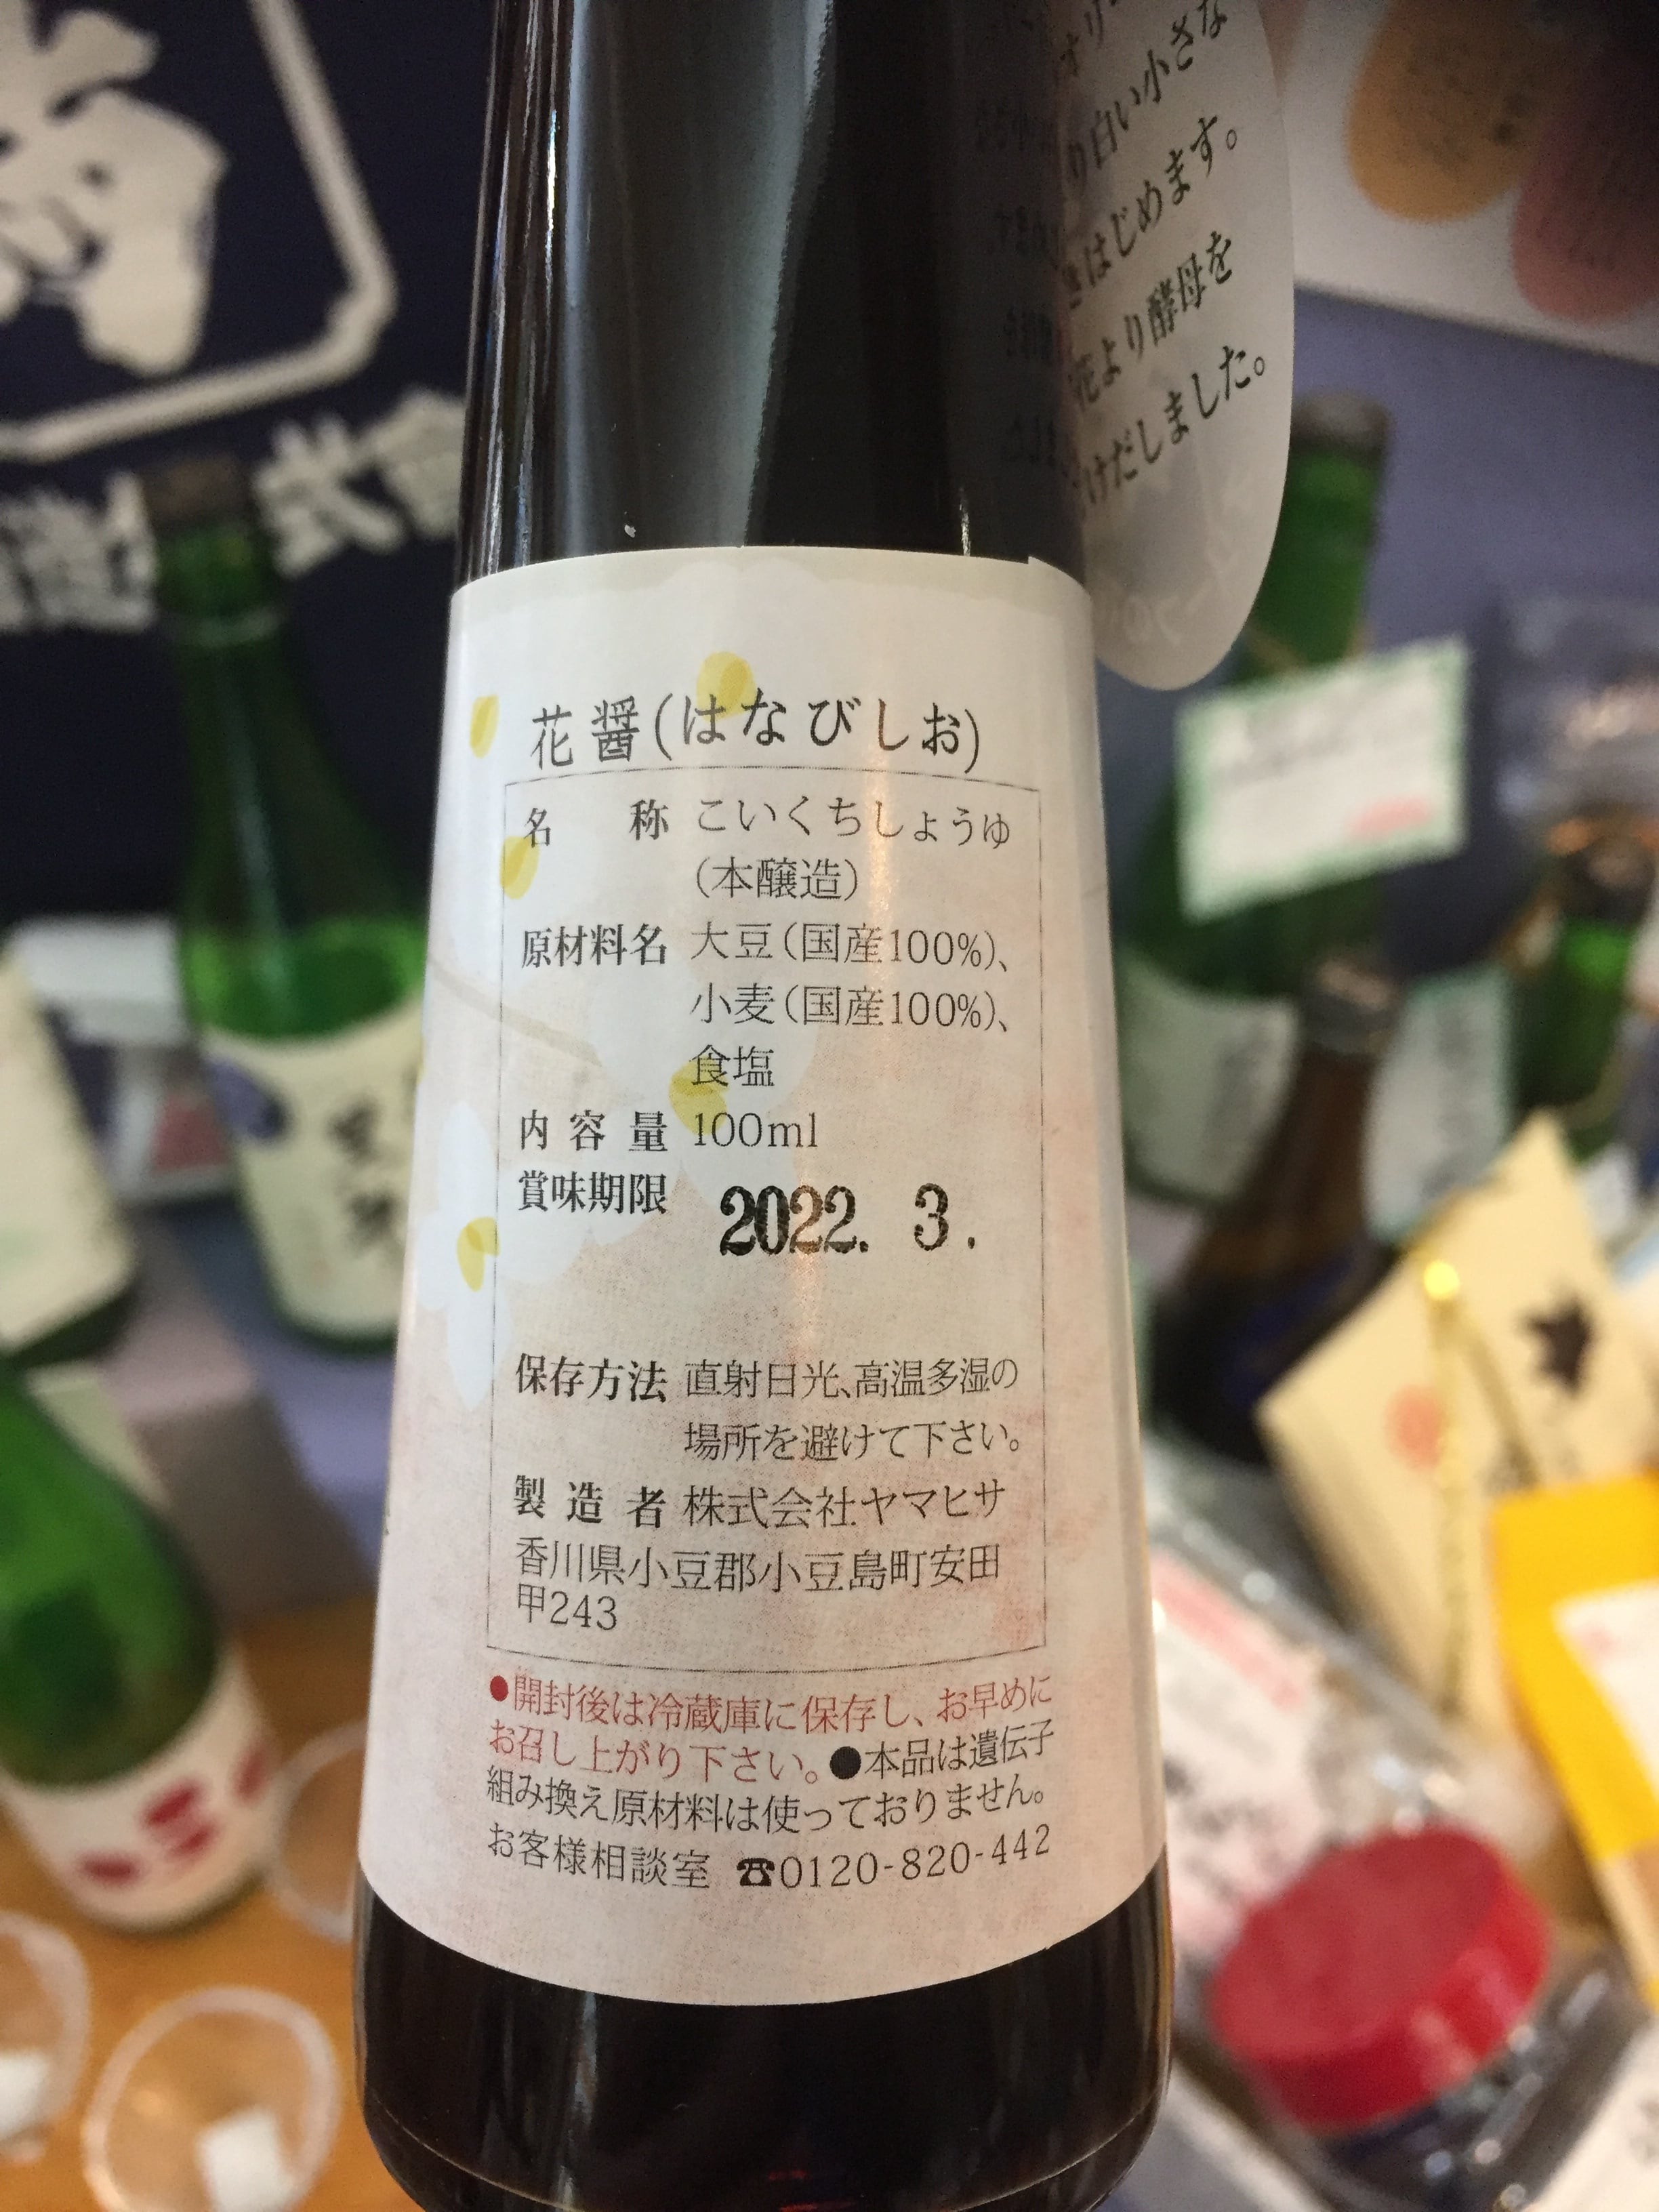 り白い小さな
はじめます。
花より酵母を
だしました。
花醤(はなびしお)
名 称 こいくちしょうゆ
(本醸造)
原材料名 大豆(国産100%)、
小麦(国産100%)、
食塩
内容量 100ml
賞味期限 2022. 3.
保存方法 直射日光、高温多湿の
場所を避けて下さい。
製造者 株式会社ヤマヒサ
香川県小豆郡小豆島町安田
甲243
●開封後は冷蔵庫に保存し、お早めに
お召し上がり下さい。●本品は遺伝子
組み換え原材料は使っておりません。
お客様相談室 ☎0120-820-442